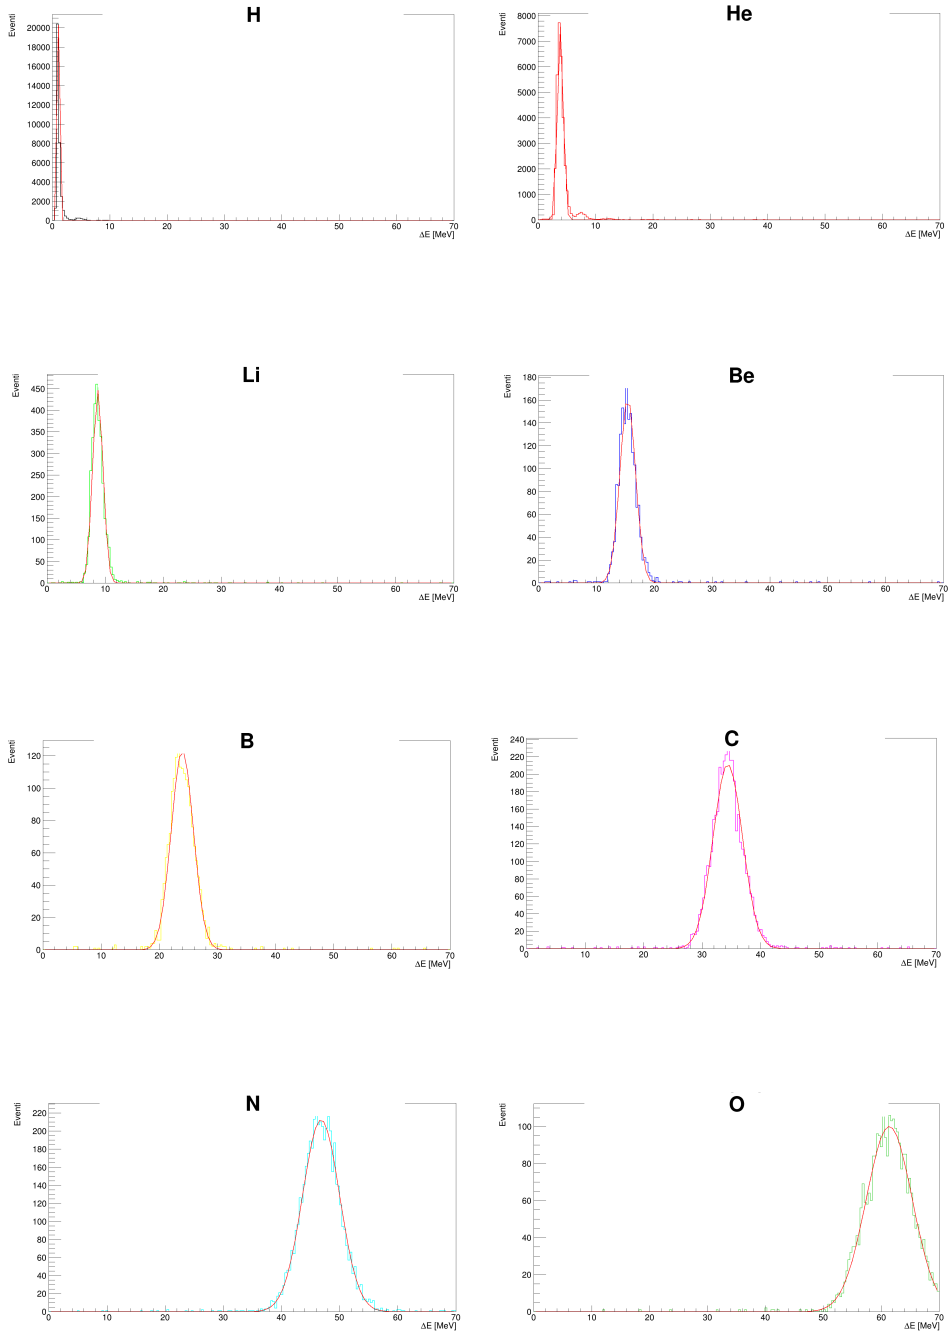 H
Eventi
20000
18000
16000
14000
12000
10000
8000
6000
4000
2000
0
0 10 20 30 40 50 60 70
ΔE [MeV]
He
Eventi
8000
7000
6000
5000
4000
3000
2000
1000
0
0 10 20 30 40 50 60 70
ΔE [MeV]
Li
Eventi
450
400
350
300
250
200
150
100
50
0
0 10 20 30 40 50 60 70
ΔE [MeV]
Be
Eventi
180
160
140
120
100
80
60
40
20
0
0 10 20 30 40 50 60 70
ΔE [MeV]
B
Eventi
120
100
80
60
40
20
0
0 10 20 30 40 50 60 70
ΔE [MeV]
C
Eventi
240
220
200
180
160
140
120
100
80
60
40
20
0
0 10 20 30 40 50 60 70
ΔE [MeV]
N
Eventi
220
200
180
160
140
120
100
80
60
40
20
0
0 10 20 30 40 50 60 70
ΔE [MeV]
O
Eventi
100
80
60
40
20
0
0 10 20 30 40 50 60 70
ΔE [MeV]